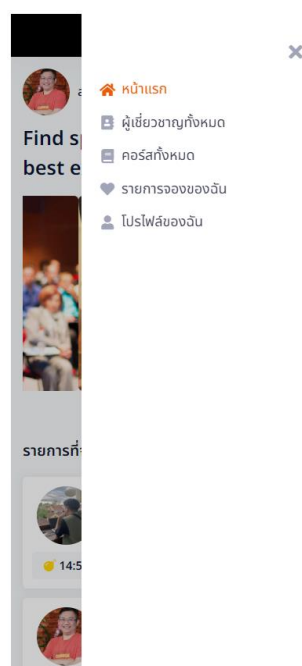 หน้าแรก
ผู้เชี่ยวชาญทั้งหมด
คอร์สทั้งหมด
รายการจองของฉัน
โปรไฟล์ของฉัน
Find
best e
รายการที่
14:5